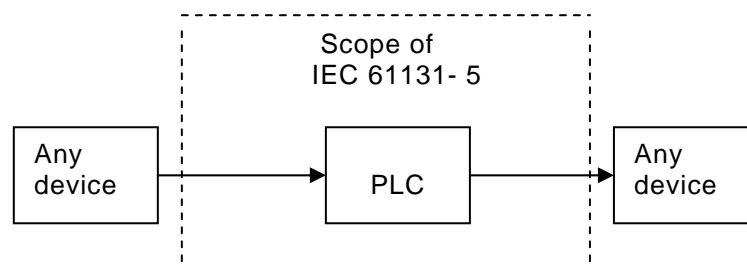 Scope of
IEC 61131- 5
Any
device
PLC
Any
device